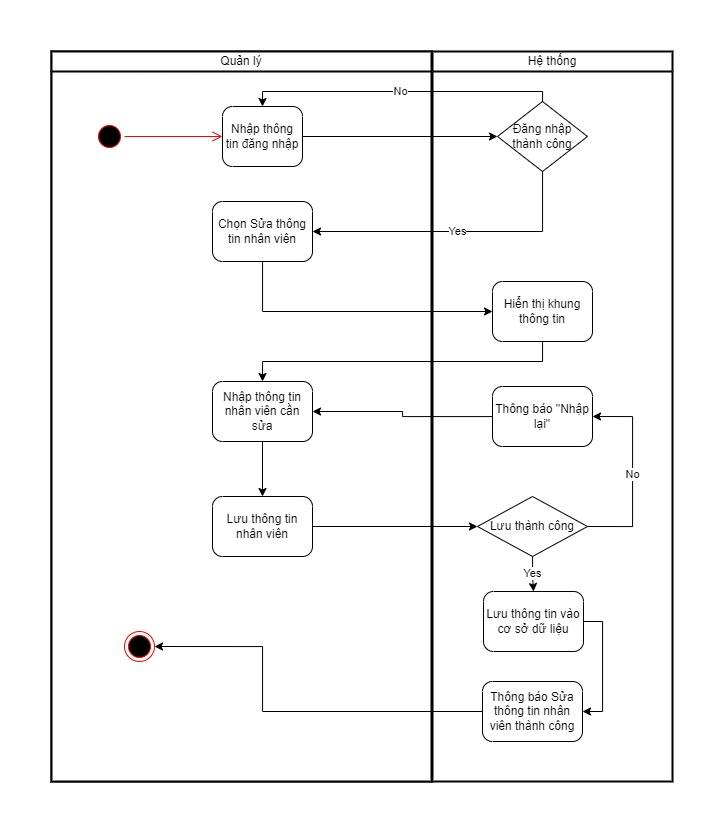 Quản lý
Hệ thống
No
Nhập thông
tin đăng nhập
Đăng nhập
thành công
Chọn Sửa thông
tin nhân viên
Yes
Hiển thị khung
thông tin
Nhập thông tin
nhân viên cần
sửa
Thông báo "Nhập
lại"
No
Lưu thông tin
nhân viên
Lưu thành công
Yes
Lưu thông tin vào
cơ sở dữ liệu
Thông báo Sửa
thông tin nhân
viên thành công